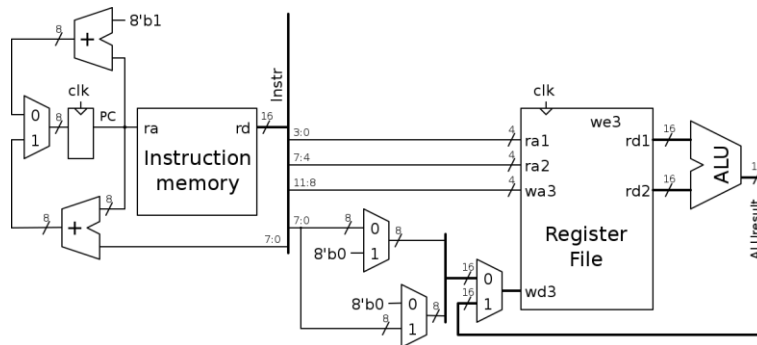 8
8'b1
+
clk
0
1
8
PC
ra
rd
16
Instruction
memory
Instr
8
+
8
7:0
3:0
7:4
11:8
7:0
4
4
4
clk
we3
ra1
ra2
wa3
wd3
rd1
rd2
Register
File
16
16
ALU
ALUresult
8
0
1
8'b0
8
8'b0
0
1
8
8
16
16
0
1